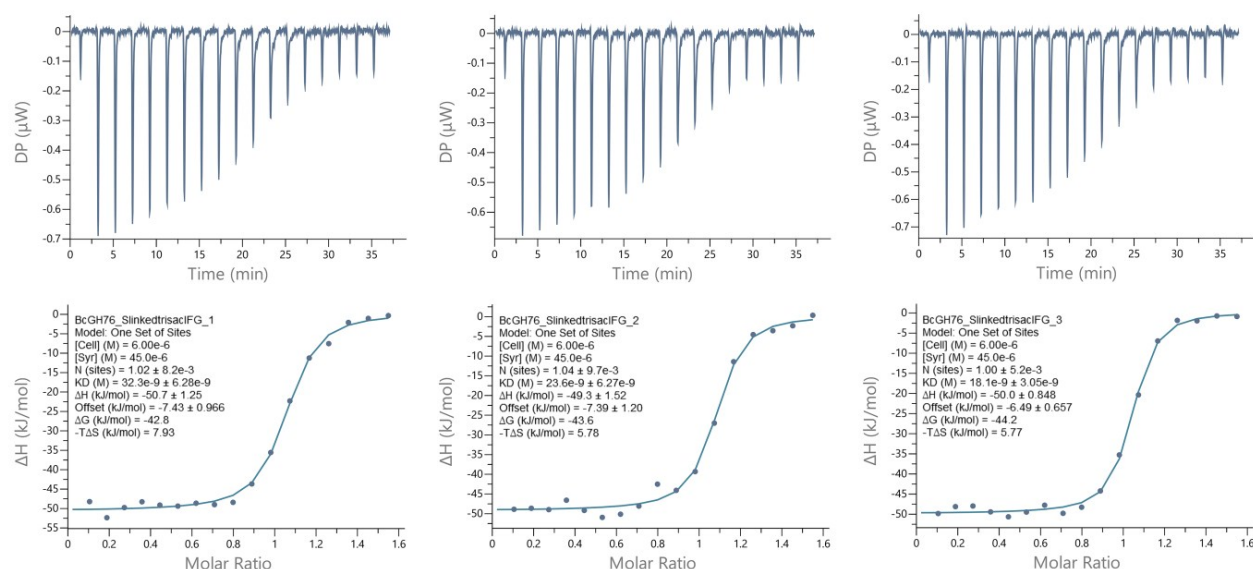 0
-0.1
-0.2
-0.3
-0.4
-0.5
-0.6
-0.7
DP (µW)
0 5 10 15 20 25 30 35
Time (min)
0
-0.1
-0.2
-0.3
-0.4
-0.5
-0.6
DP (µW)
0 5 10 15 20 25 30 35
Time (min)
0
-0.1
-0.2
-0.3
-0.4
-0.5
-0.6
-0.7
DP (µW)
0 5 10 15 20 25 30 35
Time (min)
BcGH76_SlinkedtrisacIFG_1
Model: One Set of Sites
[Cell] (M) = 6.00e-6
[Syr] (M) = 45.0e-6
N (sites) = 1.02 ± 8.2e-3
KD (M) = 32.3e-9 ± 6.28e-9
ΔH (kJ/mol) = -50.7 ± 1.25
Offset (kJ/mol) = -7.43 ± 0.966
ΔG (kJ/mol) = -42.8
-TΔS (kJ/mol) = 7.93
0
-5
-10
-15
-20
-25
-30
-35
-40
-45
-50
-55
ΔH (kJ/mol)
0 0.2 0.4 0.6 0.8 1 1.2 1.4 1.6
Molar Ratio
BcGH76_SlinkedtrisacIFG_2
Model: One Set of Sites
[Cell] (M) = 6.00e-6
[Syr] (M) = 45.0e-6
N (sites) = 1.04 ± 9.7e-3
KD (M) = 23.6e-9 ± 6.27e-9
ΔH (kJ/mol) = -49.3 ± 1.52
Offset (kJ/mol) = -7.39 ± 1.20
ΔG (kJ/mol) = -43.6
-TΔS (kJ/mol) = 5.78
0
-5
-10
-15
-20
-25
-30
-35
-40
-45
-50
ΔH (kJ/mol)
0 0.2 0.4 0.6 0.8 1 1.2 1.4 1.6
Molar Ratio
BcGH76_SlinkedtrisacIFG_3
Model: One Set of Sites
[Cell] (M) = 6.00e-6
[Syr] (M) = 45.0e-6
N (sites) = 1.00 ± 5.2e-3
KD (M) = 18.1e-9 ± 3.05e-9
ΔH (kJ/mol) = -50.0 ± 0.848
Offset (kJ/mol) = -6.49 ± 0.657
ΔG (kJ/mol) = -44.2
-TΔS (kJ/mol) = 5.77
0
-5
-10
-15
-20
-25
-30
-35
-40
-45
-50
ΔH (kJ/mol)
0 0.2 0.4 0.6 0.8 1 1.2 1.4 1.6
Molar Ratio